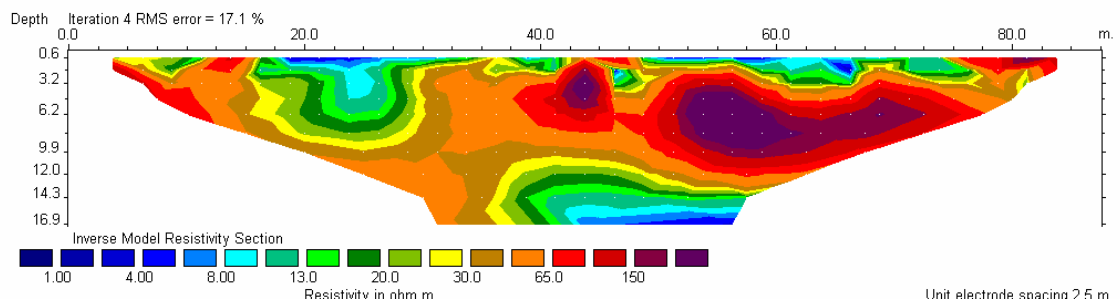 Depth Iteration 4 RMS error = 17.1 %
0.0 20.0 40.0 60.0 80.0 m.
0.6
3.2
6.2
9.9
12.0
14.3
16.9
Inverse Model Resistivity Section
1.00 4.00 8.00 13.0 20.0 30.0 65.0 150
Resistivity in ohm.m Unit electrode spacing 2.5 m.